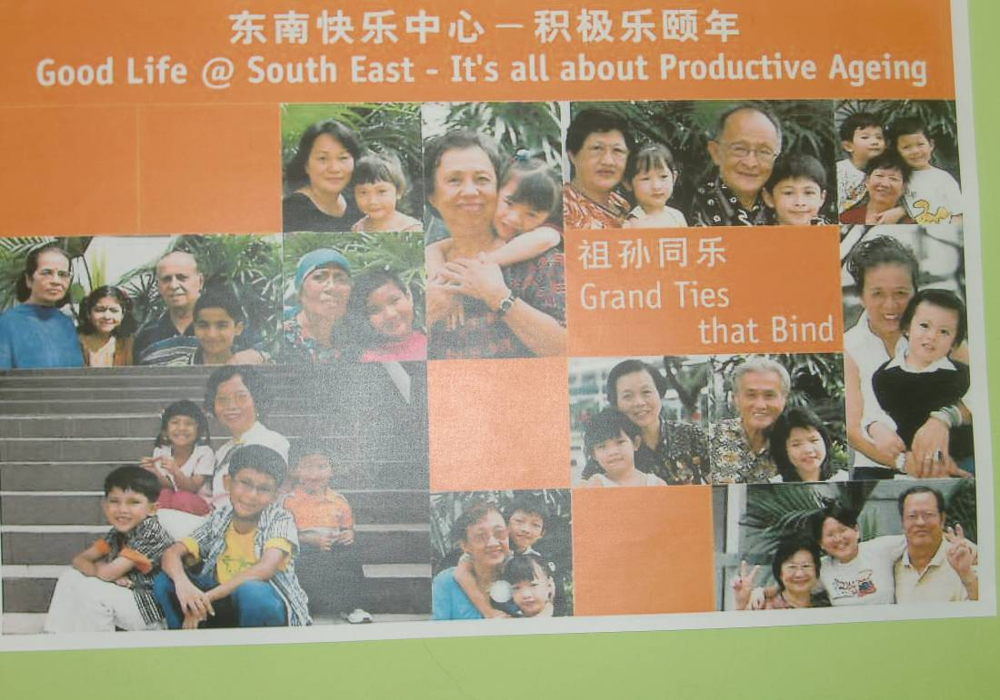 东南快乐中心－积极乐颐年
Good Life @ South East - It's all about Productive Ageing
祖孙同乐
Grand Ties
that Bind